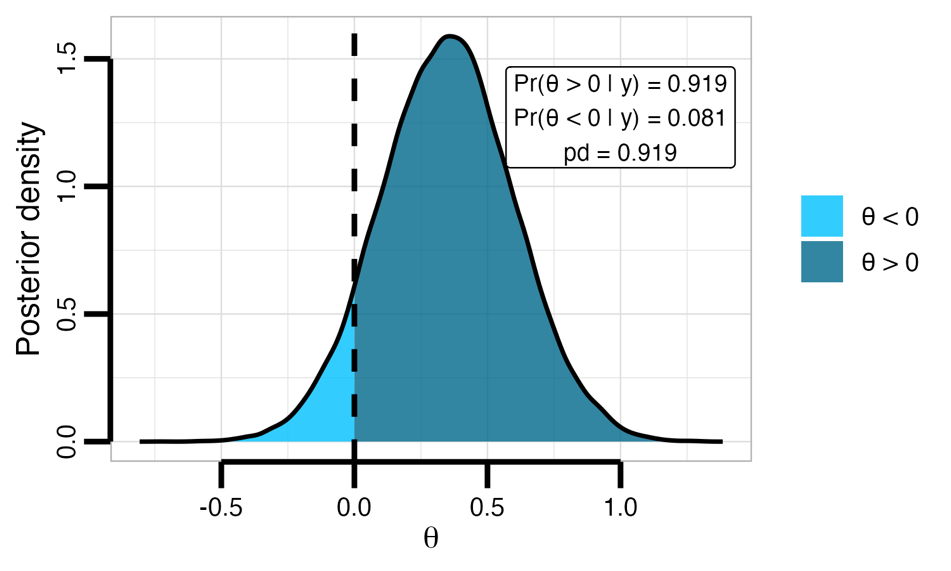 Posterior density
1.5
1.0
0.5
0.0
Pr(θ > 0 | y) = 0.919
Pr(θ < 0 | y) = 0.081
pd = 0.919
θ < 0
θ > 0
-0.5 0.0 0.5 1.0
θ